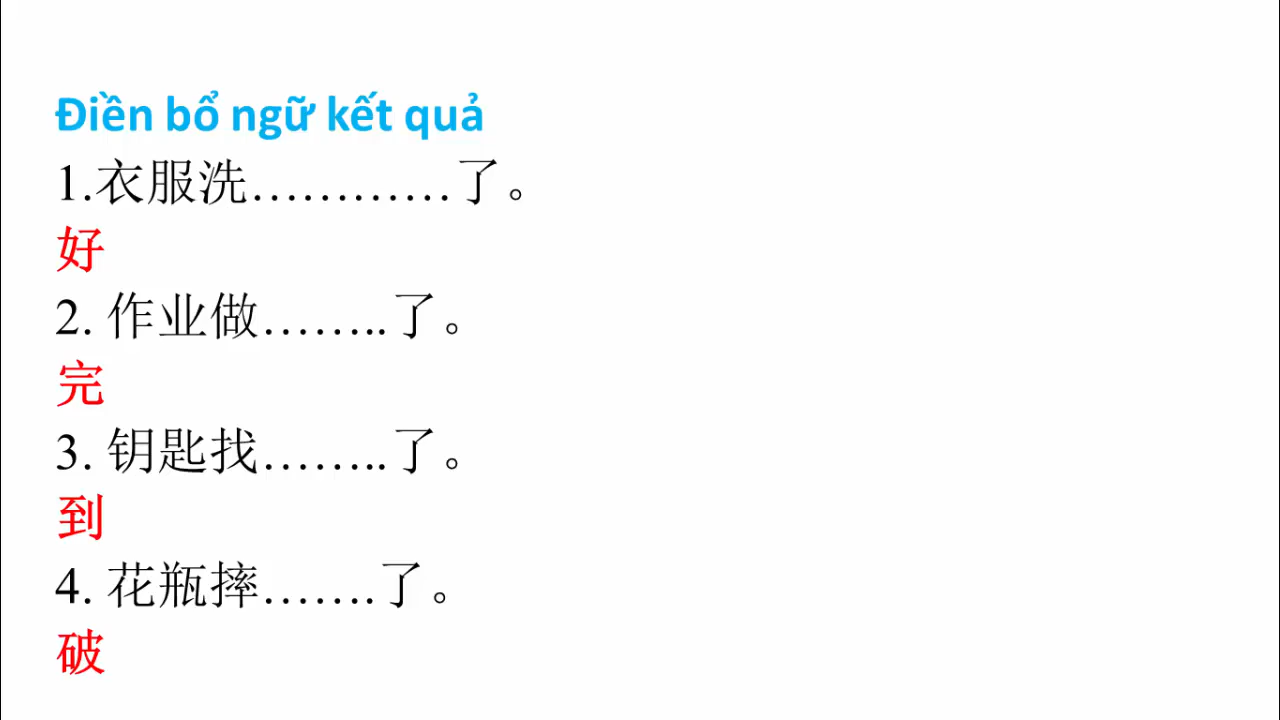 Điền bổ ngữ kết quả
1.衣服洗…………了。
好
2. 作业做……..了。
完
3. 钥匙找……..了。
到
4. 花瓶摔…….了。
破